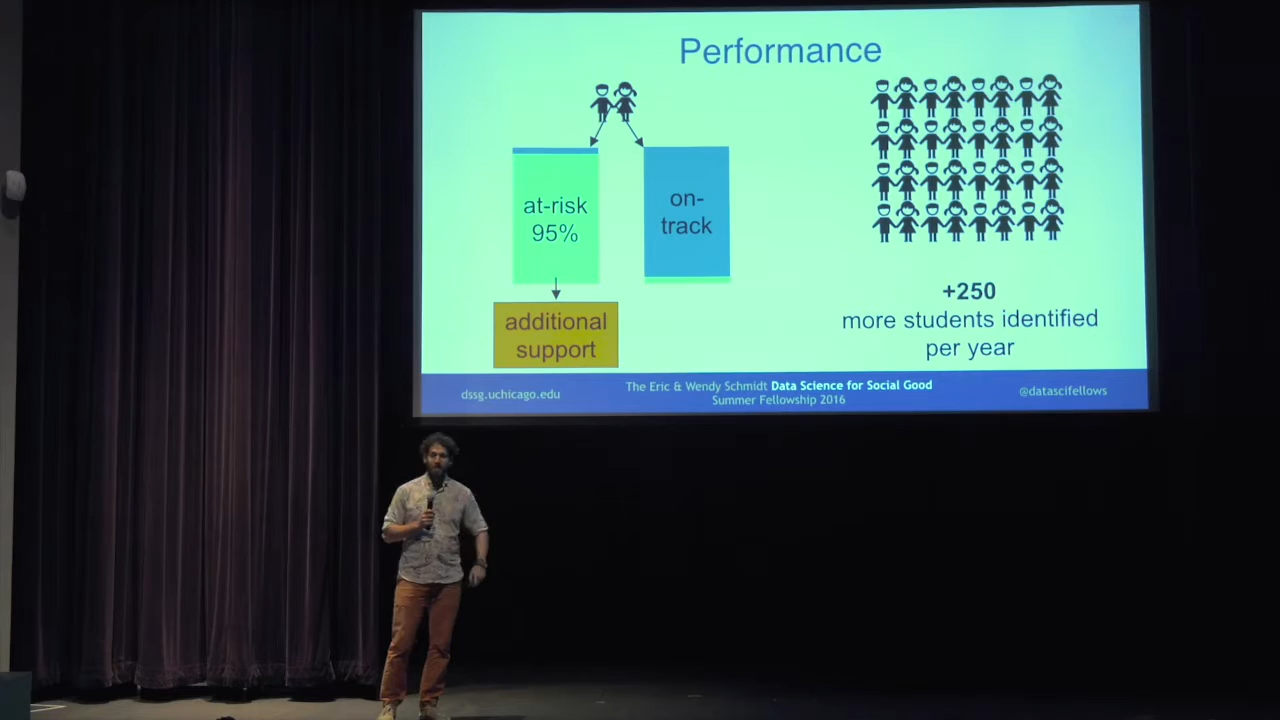 Performance
at-risk
95%
on-
track
additional
support
+250
more students identified
per year
dssg.uchicago.edu
The Eric & Wendy Schmidt Data Science for Social Good
Summer Fellowship 2016
@datascifellows